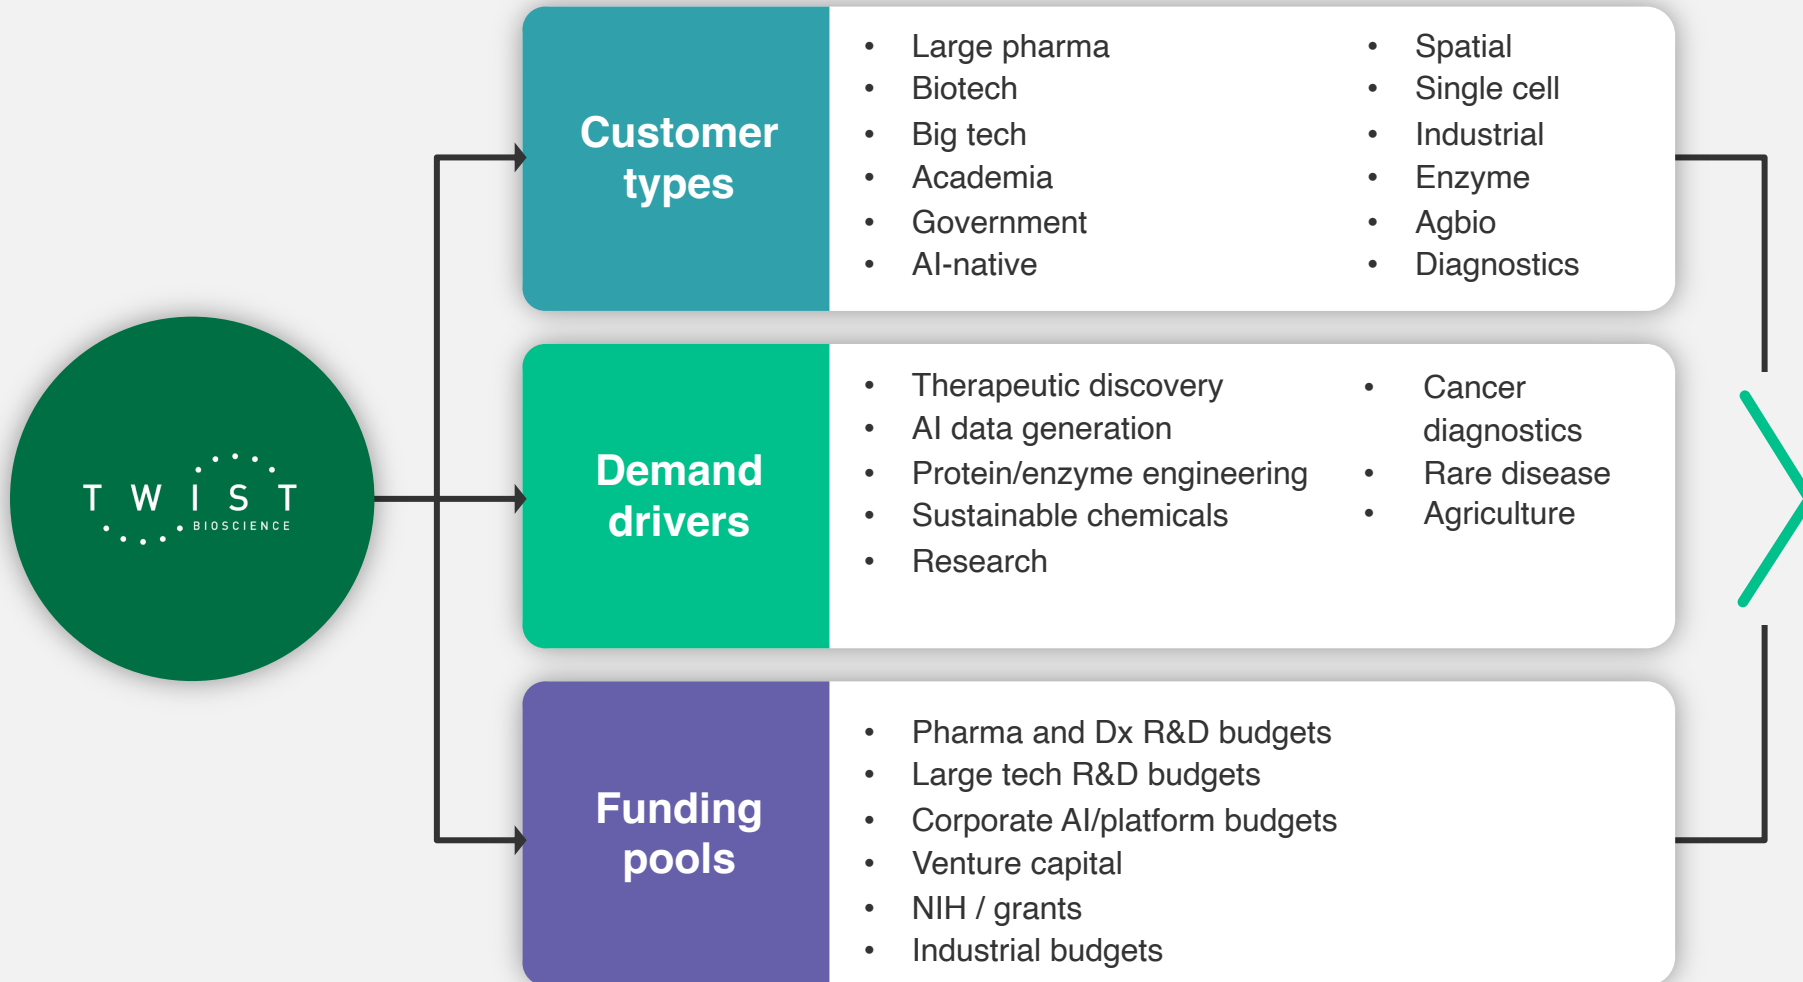 TWIST
BIOSCIENCE
Customer
types
• Large pharma
• Biotech
• Big tech
• Academia
• Government
• AI-native
• Spatial
• Single cell
• Industrial
• Enzyme
• Agbio
• Diagnostics
Demand
drivers
• Therapeutic discovery
• AI data generation
• Protein/enzyme engineering
• Sustainable chemicals
• Research
• Cancer
diagnostics
• Rare disease
• Agriculture
Funding
pools
• Pharma and Dx R&D budgets
• Large tech R&D budgets
• Corporate AI/platform budgets
• Venture capital
• NIH / grants
• Industrial budgets